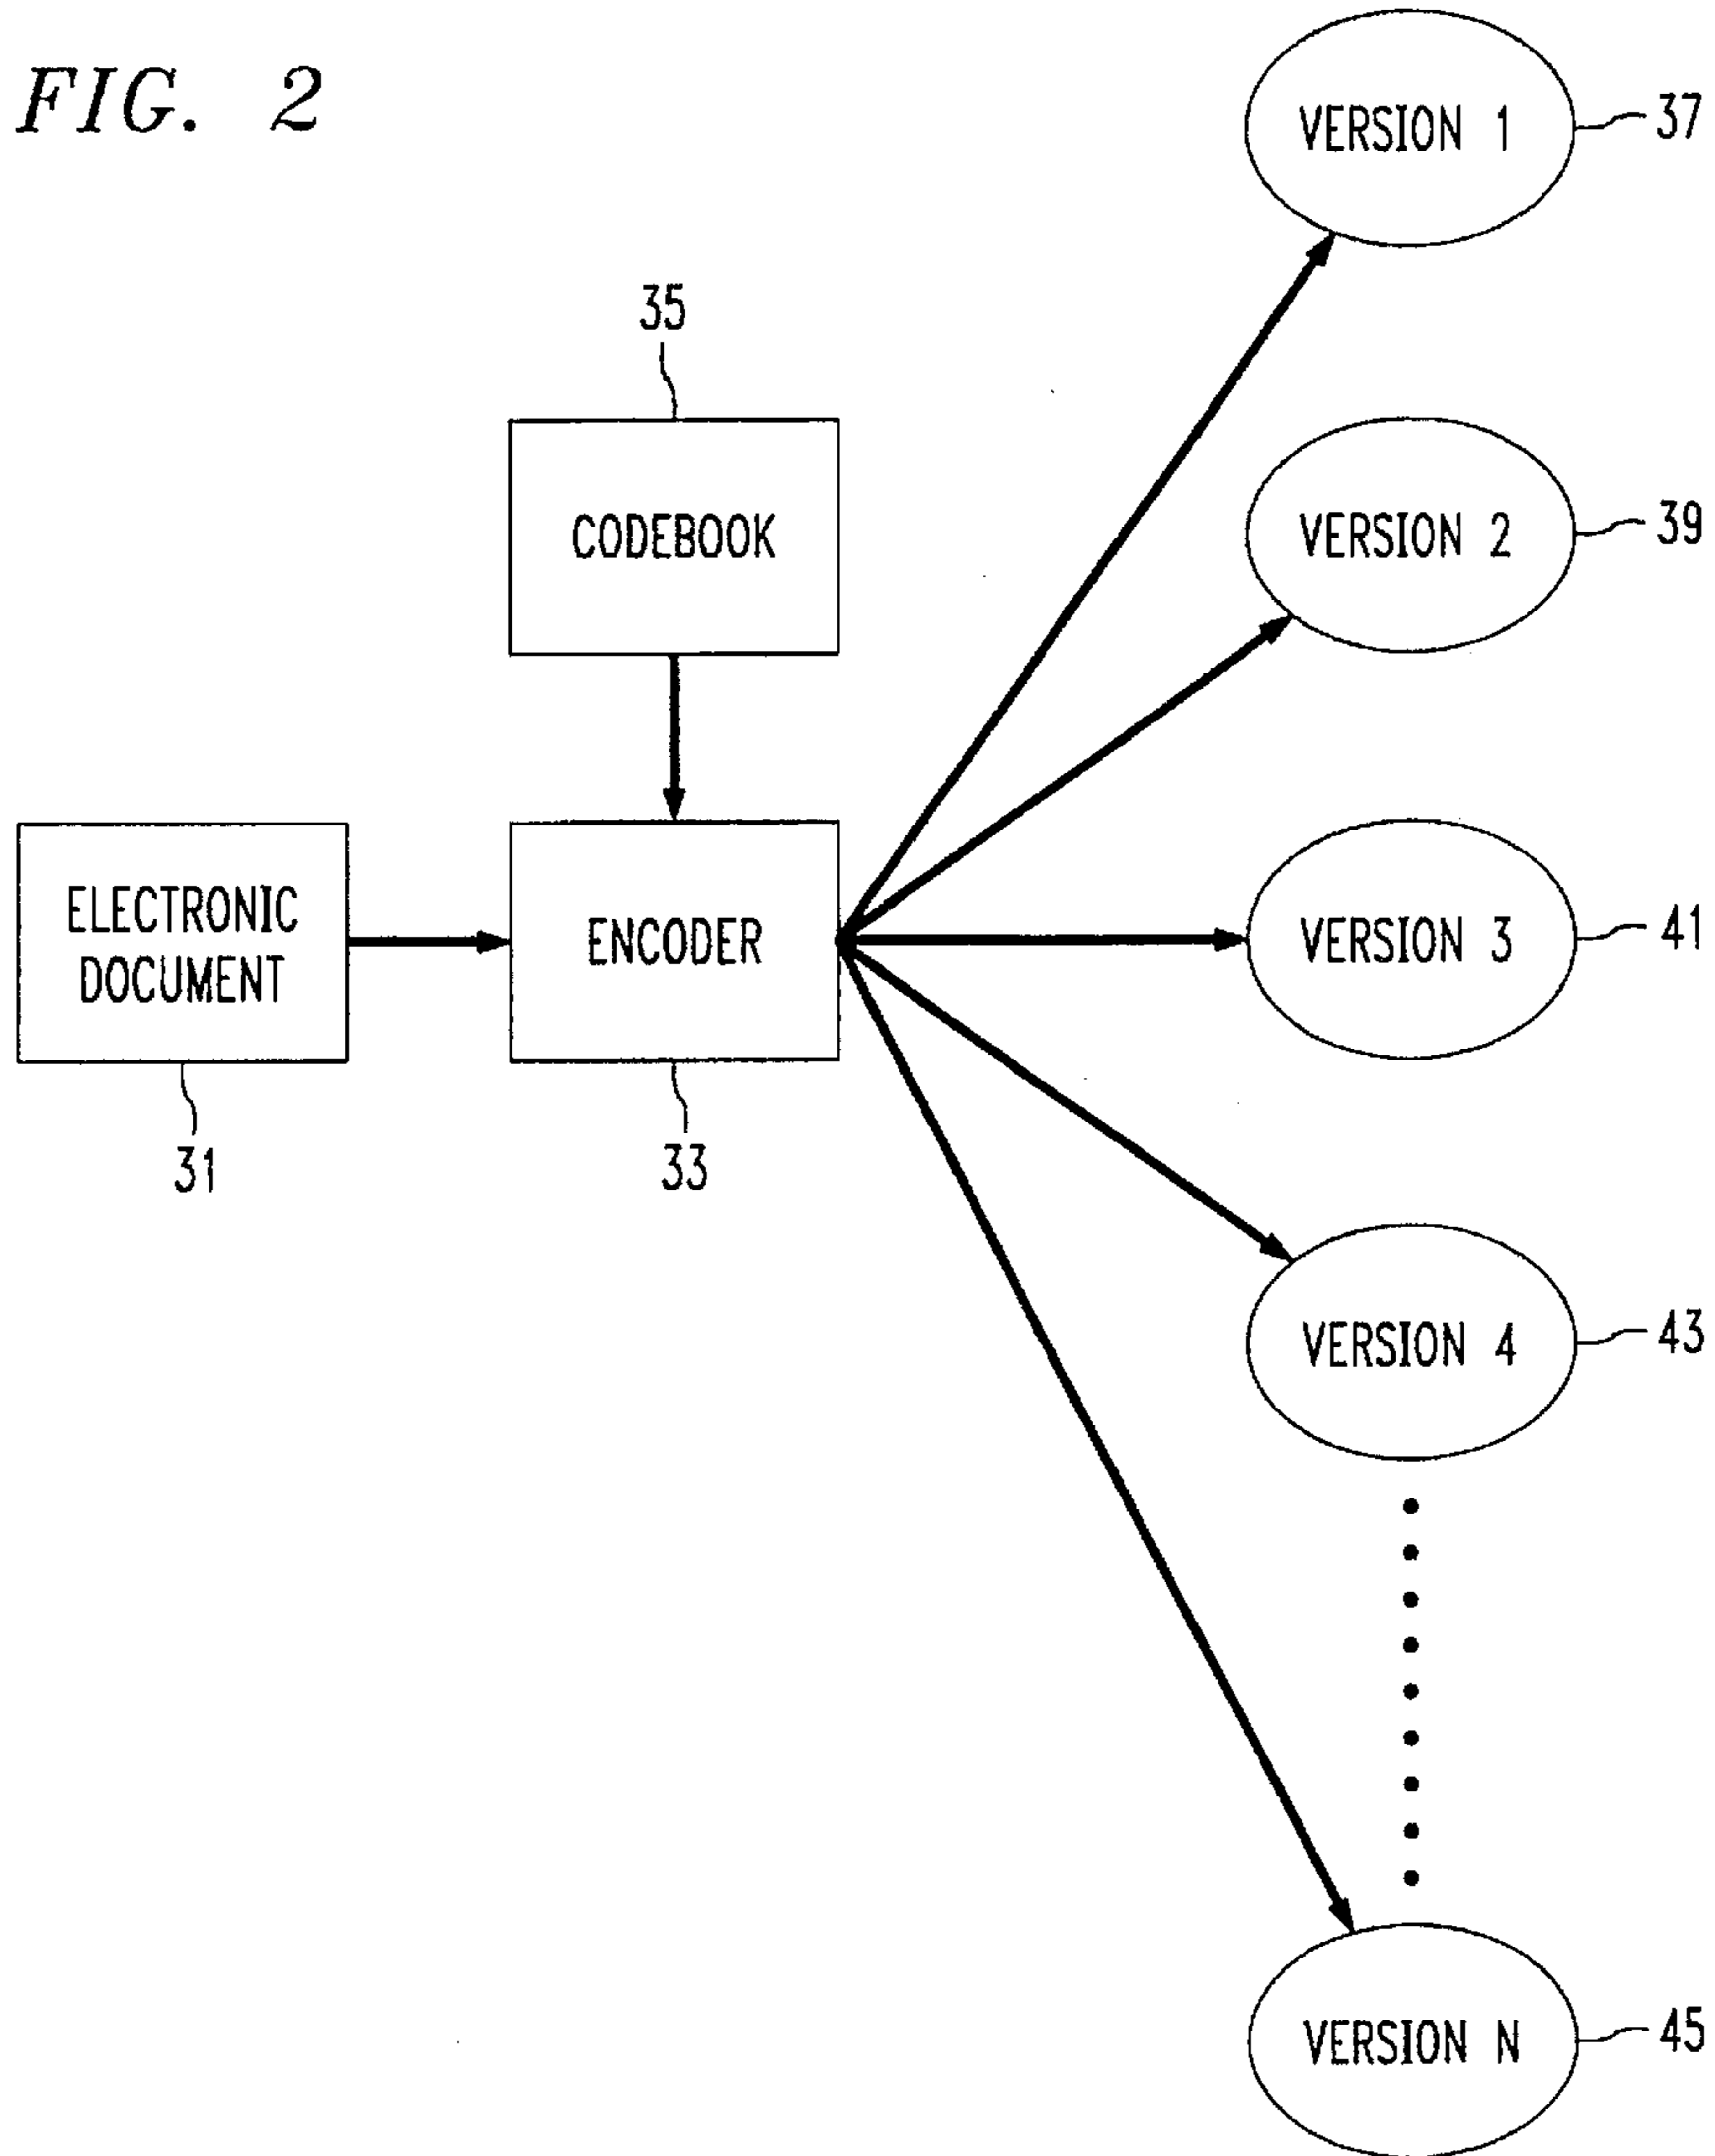 FIG. 2
VERSION 1
37
35
CODEBOOK
VERSION 2
39
ELECTRONIC
DOCUMENT
ENCODER
VERSION 3
41
31
33
VERSION 4
43
VERSION N
45